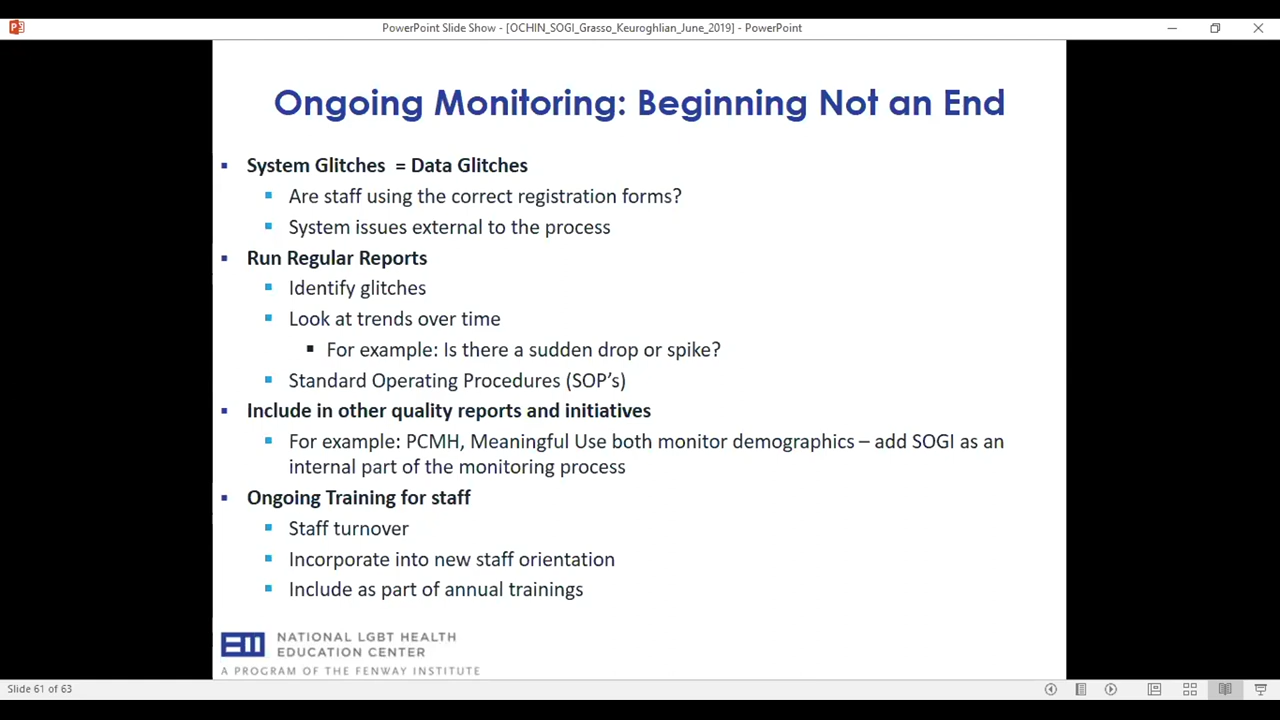 PowerPoint Slide Show - [OCHIN_SOGI_Grasso_Keuroghlian_June_2019] - PowerPoint
Ongoing Monitoring: Beginning Not an End
System Glitches = Data Glitches
Are staff using the correct registration forms?
System issues external to the process
Run Regular Reports
Identify glitches
Look at trends over time
For example: Is there a sudden drop or spike?
Standard Operating Procedures (SOP's)
Include in other quality reports and initiatives
For example: PCMH, Meaningful Use both monitor demographics – add SOGI as an
internal part of the monitoring process
Ongoing Training for staff
Staff turnover
Incorporate into new staff orientation
Include as part of annual trainings
NATIONAL LGBT HEALTH
EDUCATION CENTER
A PROGRAM OF THE FENWAY INSTITUTE
Slide 61 of 63